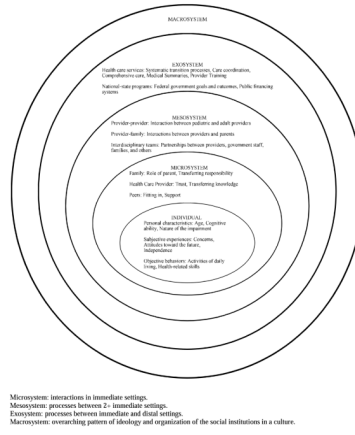 MACROSYSTEM
EXOSYSTEM
Health care services: Systematic transition processes, Care coordination,
Comprehensive care, Medical Summaries, Provider Training
National-state programs: Federal government goals and outcomes, Public financing
systems
MESOSYSTEM
Provider-provider: Interaction between pediatric and adult providers
Provider-family: Interactions between providers and parents
Interdisciplinary teams: Partnerships between providers, government staff,
families, and others
MICROSYSTEM
Family: Role of parent, Transferring responsibility
Health Care Provider: Trust, Transferring knowledge
Peers: Fitting in, Support
INDIVIDUAL
Personal characteristics: Age, Cognitive
ability, Nature of the impairment
Subjective experiences: Concerns,
Attitudes toward the future,
Independence
Objective behaviors: Activities of daily
living, Health-related skills
Microsystem: interactions in immediate settings.
Mesosystem: processes between 2+ immediate settings.
Exosystem: processes between immediate and distal settings.
Macrosystem: overarching pattern of ideology and organization of the social institutions in a culture.